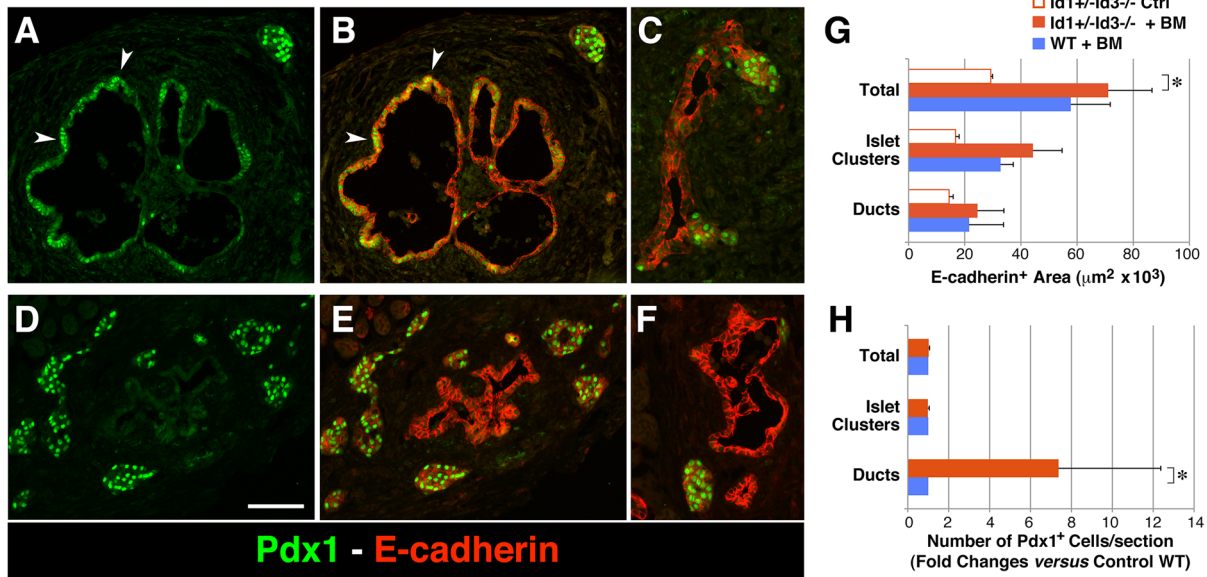 A
B
C
D
E
F
Pdx1 - E-cadherin
G
Id1+/-Id3-/- Ctrl
Id1+/-Id3-/- + BM
WT + BM
Total
*
Islet
Clusters
Ducts
0 20 40 60 80 100
E-cadherin⁺ Area (μm² x10³)
H
Total
Islet
Clusters
Ducts
*
0 2 4 6 8 10 12 14
Number of Pdx1⁺ Cells/section
(Fold Changes versus Control WT)